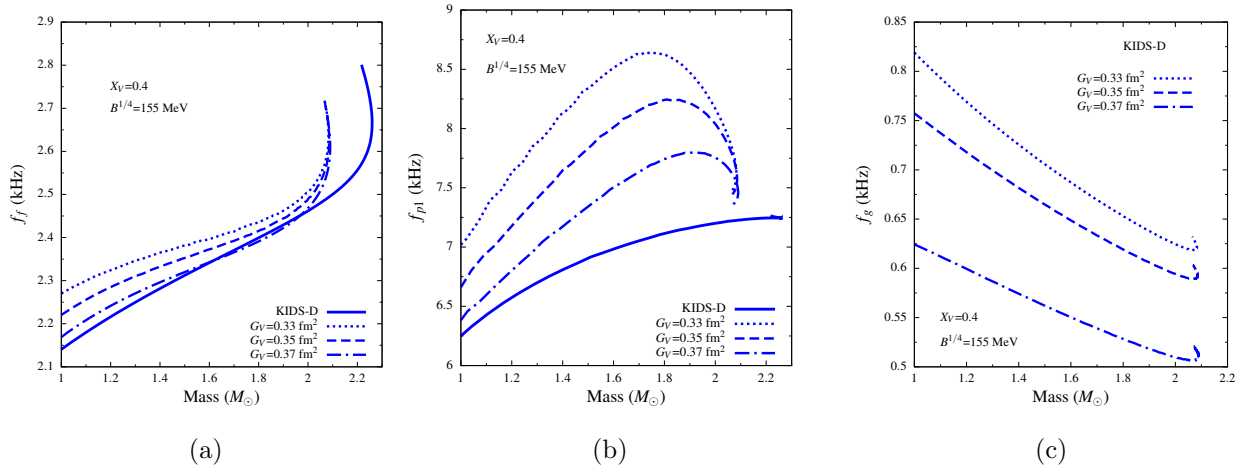 2.9
2.8
2.7
2.6
2.5
2.4
2.3
2.2
2.1
f_f (kHz)
X_V=0.4
B^{1/4}=155 MeV
KIDS-D
G_V=0.33 fm²
G_V=0.35 fm²
G_V=0.37 fm²
1 1.2 1.4 1.6 1.8 2 2.2
Mass (M_⊙)
(a)
9
8.5
8
7.5
7
6.5
6
f_{p1} (kHz)
X_V=0.4
B^{1/4}=155 MeV
KIDS-D
G_V=0.33 fm²
G_V=0.35 fm²
G_V=0.37 fm²
1 1.2 1.4 1.6 1.8 2 2.2
Mass (M_⊙)
(b)
0.85
0.8
0.75
0.7
0.65
0.6
0.55
0.5
f_g (kHz)
KIDS-D
G_V=0.33 fm²
G_V=0.35 fm²
G_V=0.37 fm²
X_V=0.4
B^{1/4}=155 MeV
1 1.2 1.4 1.6 1.8 2 2.2
Mass (M_⊙)
(c)